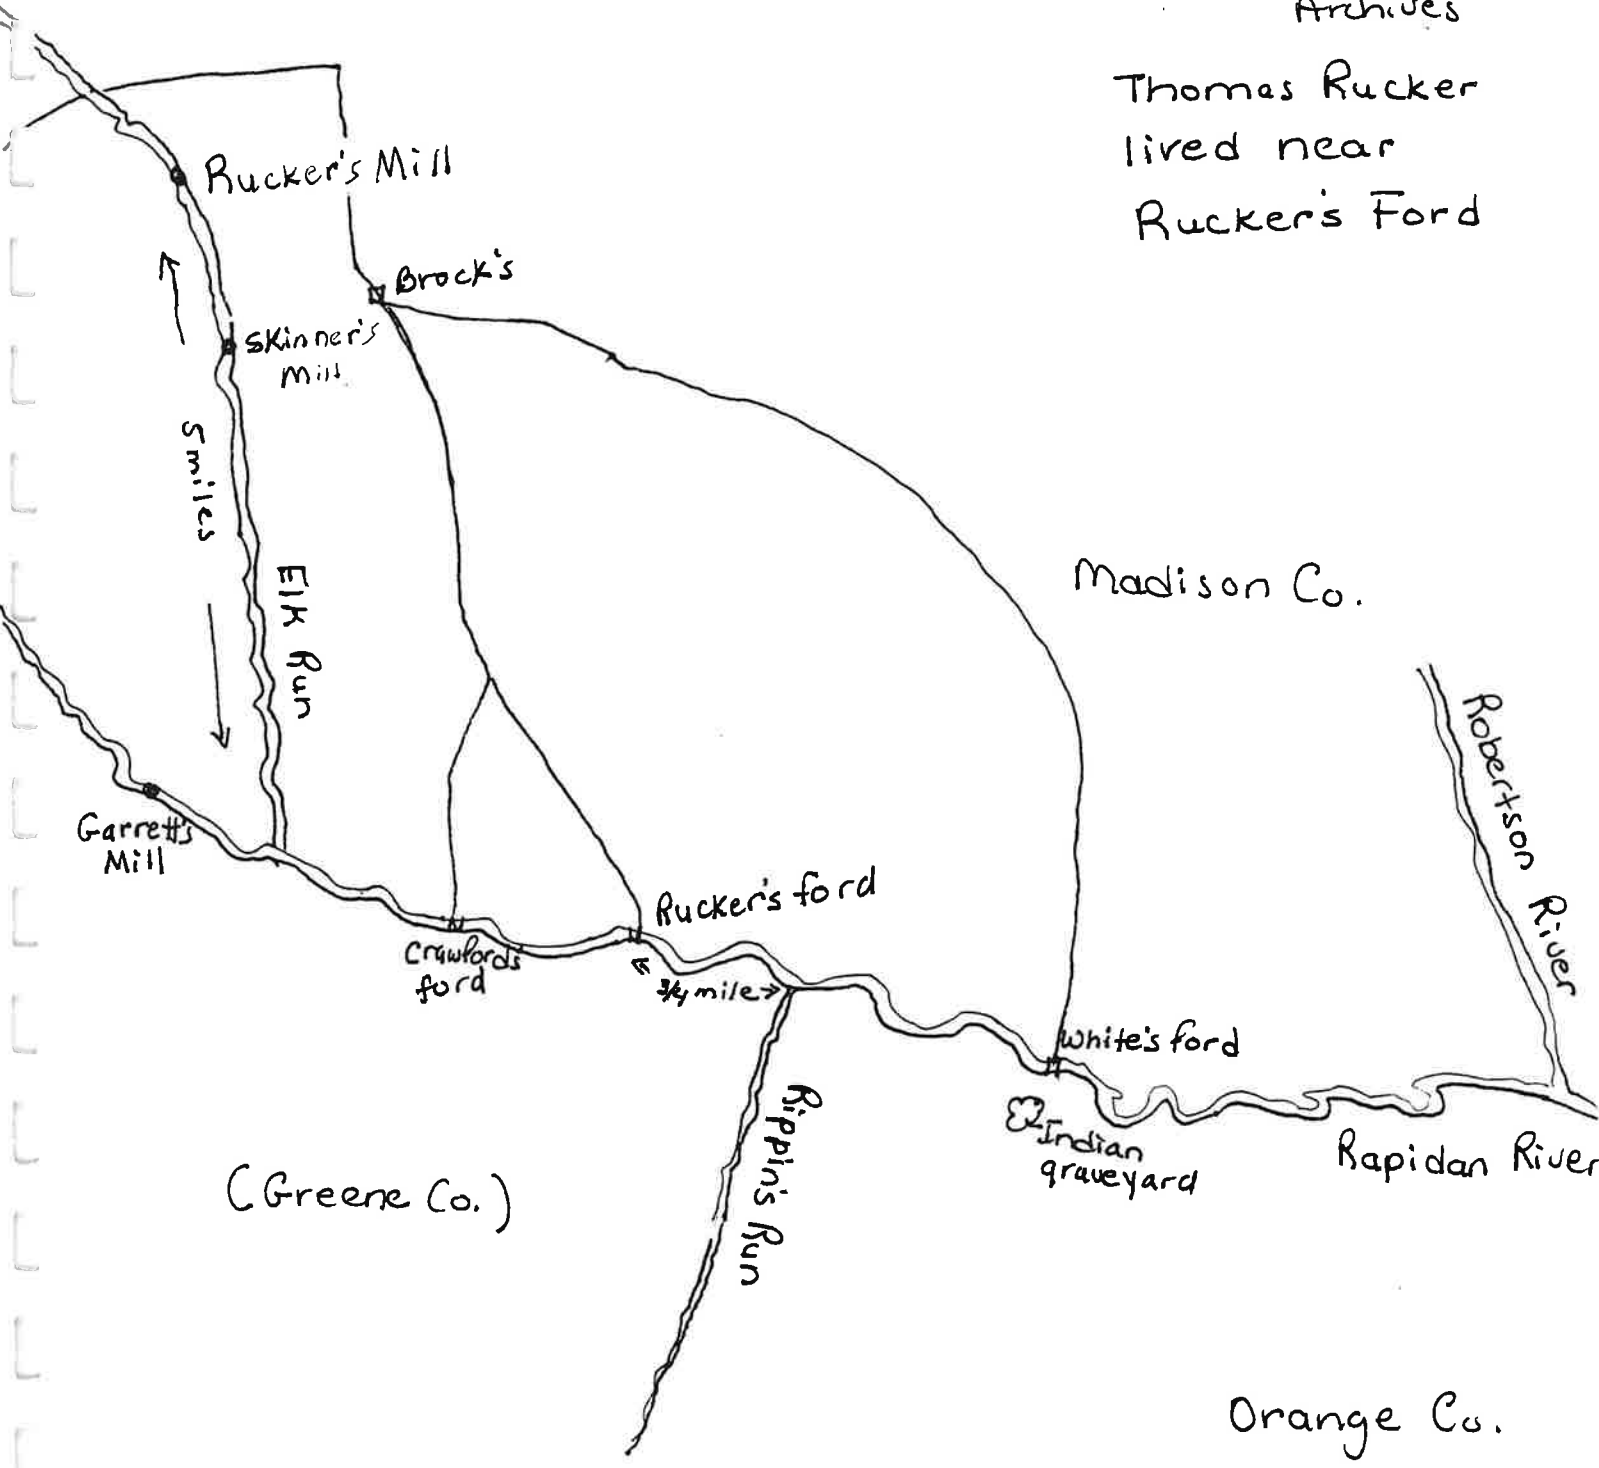 Archives
Thomas Rucker
lived near
Rucker's Ford
Rucker's Mill
Brock's
Skinner's
Mill
5 miles
Elk Run
Madison Co.
Robertson River
Garrett's
Mill
Rucker's ford
Crawford's
ford
3/4 mile
White's ford
Indian
graveyard
Rapidan River
Rippin's Run
(Greene Co.)
Orange Co.